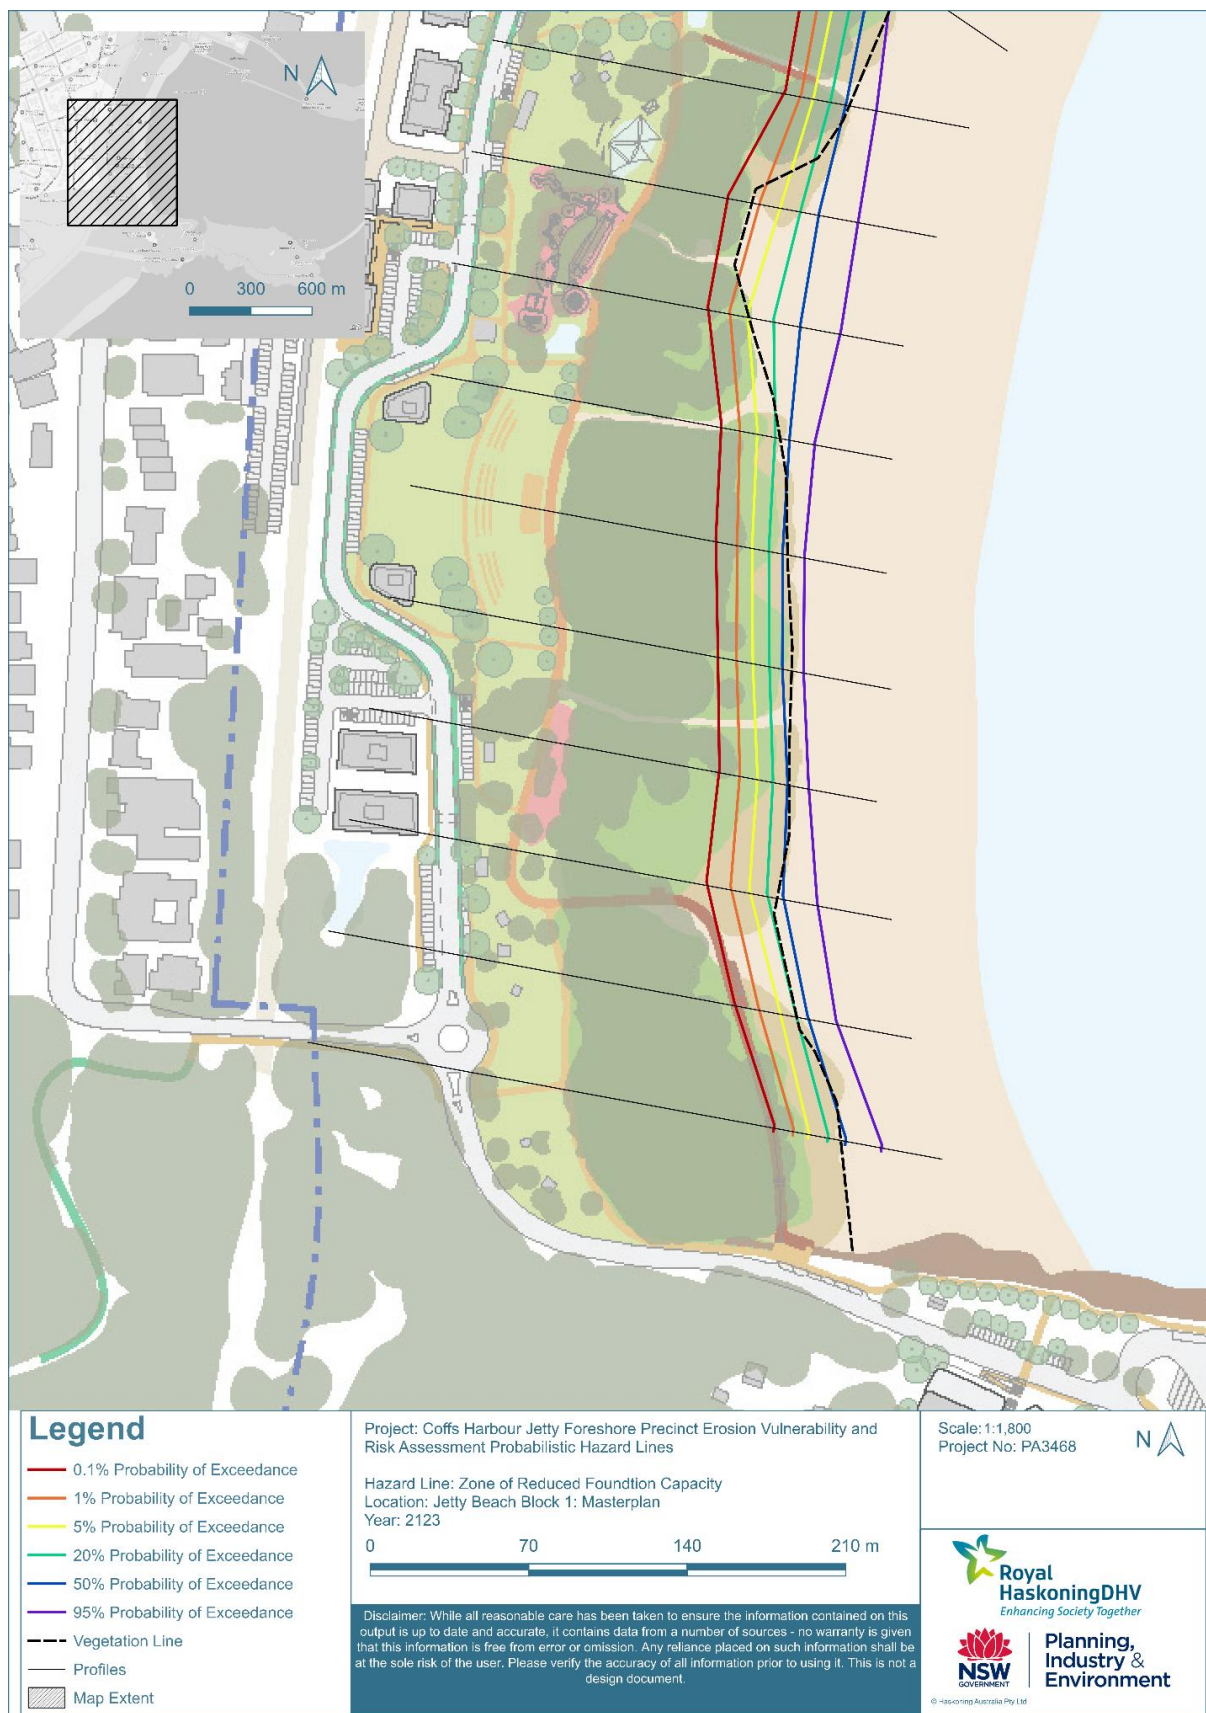 N
0 300 600 m
Legend
0.1% Probability of Exceedance
1% Probability of Exceedance
5% Probability of Exceedance
20% Probability of Exceedance
50% Probability of Exceedance
95% Probability of Exceedance
Vegetation Line
Profiles
Map Extent
Project: Coffs Harbour Jetty Foreshore Precinct Erosion Vulnerability and
Risk Assessment Probabilistic Hazard Lines
Hazard Line: Zone of Reduced Foundtion Capacity
Location: Jetty Beach Block 1: Masterplan
Year: 2123
0 70 140 210 m
Disclaimer: While all reasonable care has been taken to ensure the information contained on this
output is up to date and accurate, it contains data from a number of sources - no warranty is given
that this information is free from error or omission. Any reliance placed on such information shall be
at the sole risk of the user. Please verify the accuracy of all information prior to using it. This is not a
design document.
Scale: 1:1,800
Project No: PA3468
N
Royal
HaskoningDHV
Enhancing Society Together
NSW
GOVERNMENT
Planning,
Industry &
Environment
© Haskoning Australia Pty Ltd